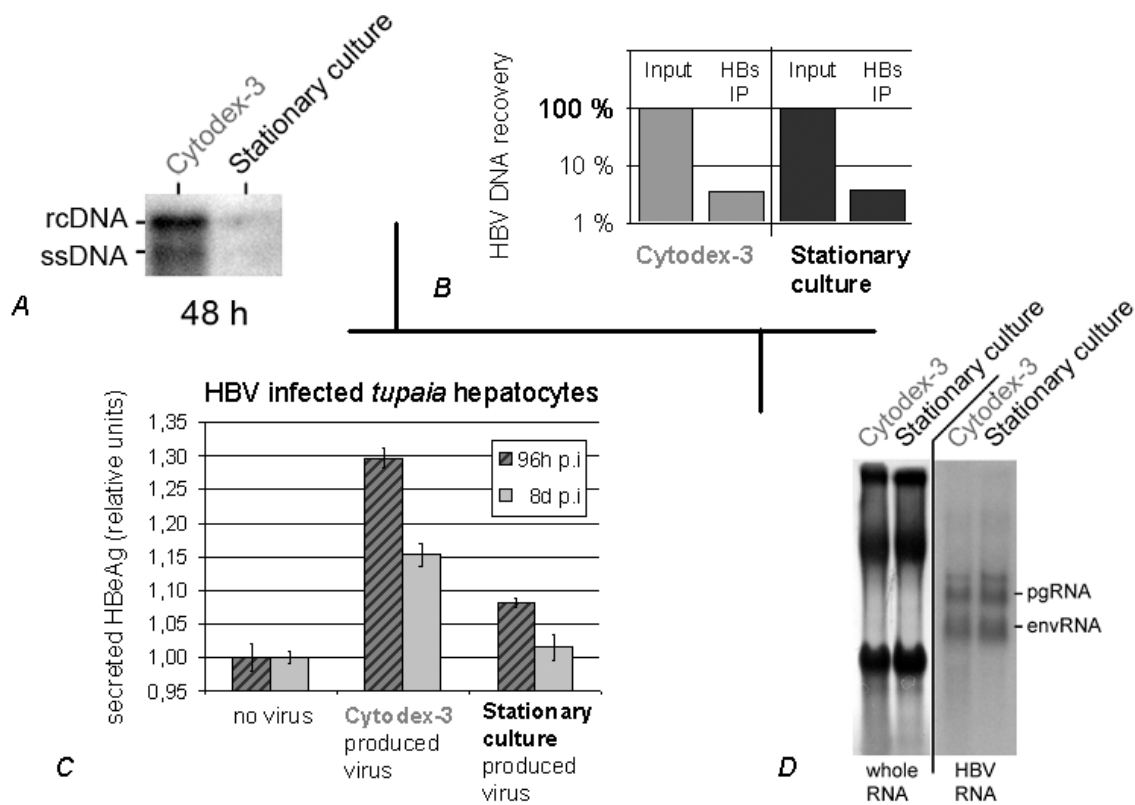 Cytodex-3
Stationary culture
rcDNA
ssDNA
48 h
A
HBV DNA recovery
Input
HBs
IP
Input
HBs
IP
100 %
10 %
1 %
Cytodex-3
Stationary
culture
B
HBV infected tupaia hepatocytes
secreted HBeAg (relative units)
1,35
1,30
1,25
1,20
1,15
1,10
1,05
1,00
0,95
96h p.i
8d p.i
no virus
Cytodex-3
produced
virus
Stationary
culture
produced
virus
C
Cytodex-3
Stationary culture
Cytodex-3
Stationary culture
pgRNA
envRNA
whole
RNA
HBV
RNA
D